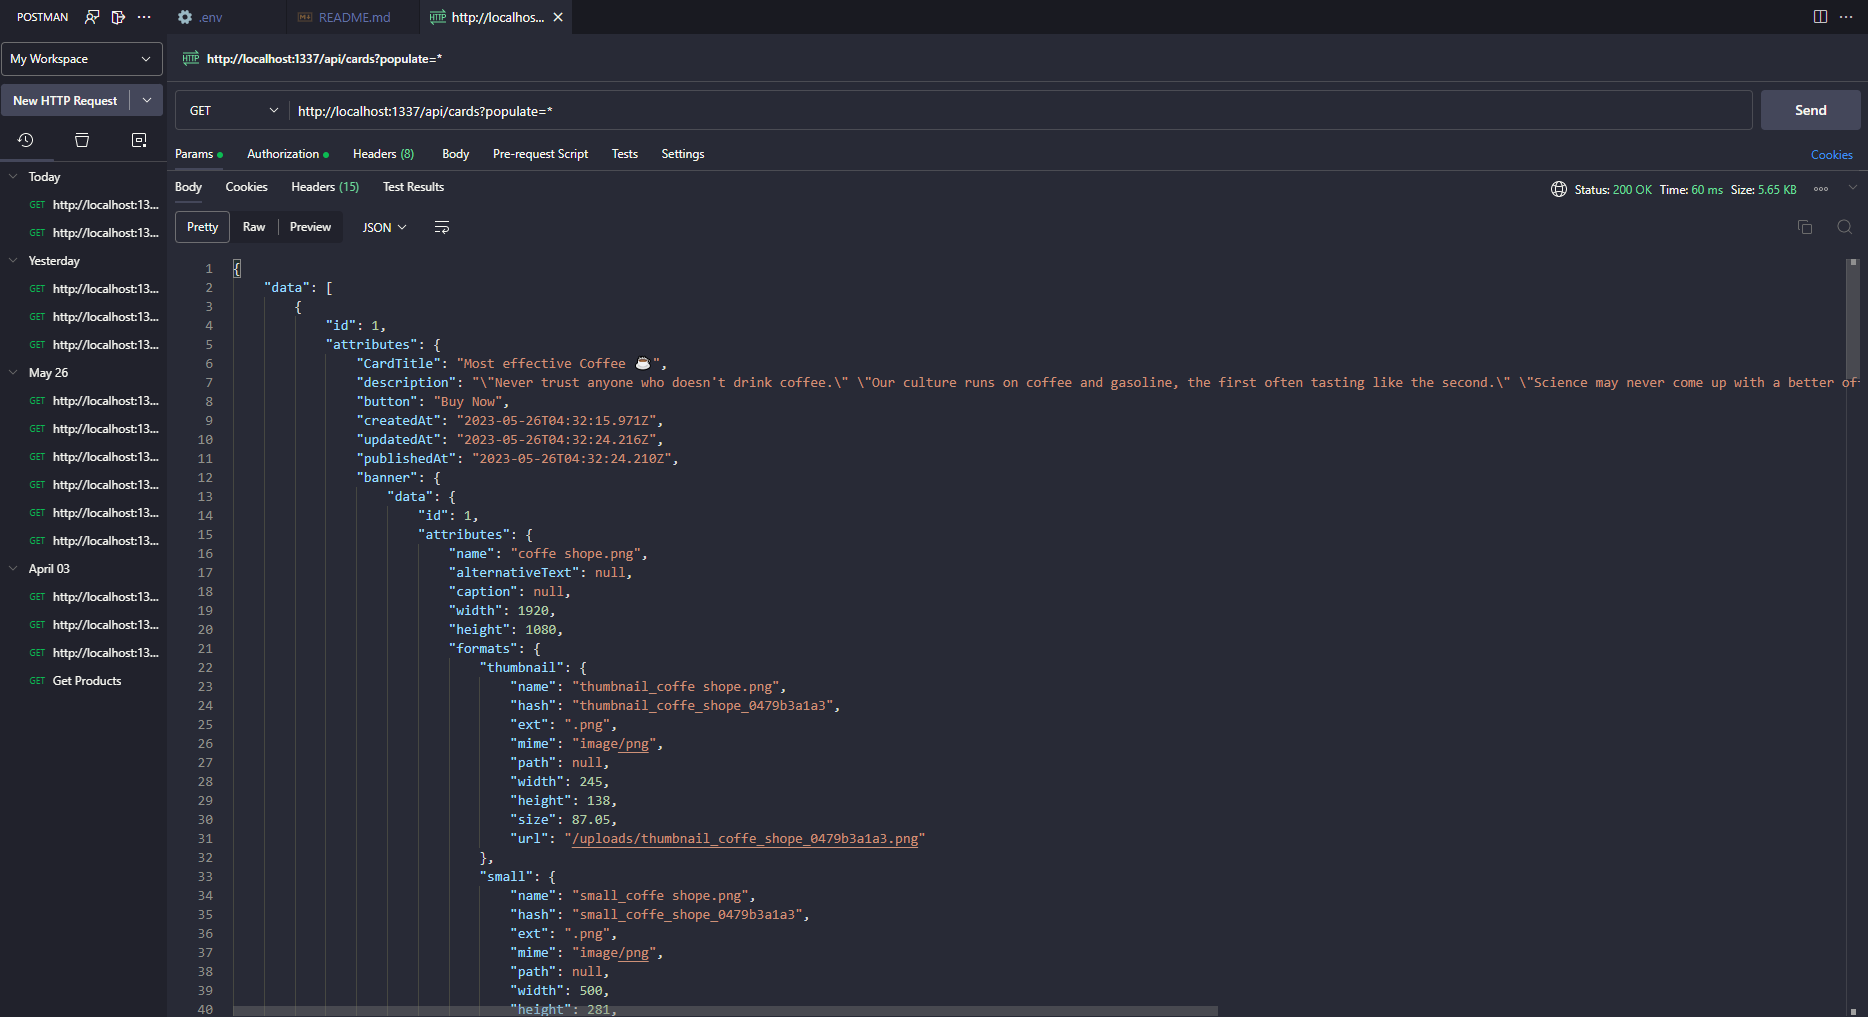 POSTMAN
.env
README.md
HTTP http://localhos...
My Workspace
HTTP http://localhost:1337/api/cards?populate=*
New HTTP Request
GET http://localhost:1337/api/cards?populate=* Send
Params Authorization Headers (8) Body Pre-request Script Tests Settings Cookies
Body Cookies Headers (15) Test Results Status: 200 OK Time: 60 ms Size: 5.65 KB
Pretty Raw Preview JSON
Today
GET http://localhost:13...
GET http://localhost:13...
Yesterday
GET http://localhost:13...
GET http://localhost:13...
GET http://localhost:13...
May 26
GET http://localhost:13...
GET http://localhost:13...
GET http://localhost:13...
GET http://localhost:13...
GET http://localhost:13...
GET http://localhost:13...
April 03
GET http://localhost:13...
GET http://localhost:13...
GET http://localhost:13...
GET Get Products
1 {
2 "data": [
3 {
4 "id": 1,
5 "attributes": {
6 "CardTitle": "Most effective Coffee ☕",
7 "description": "\"Never trust anyone who doesn't drink coffee.\" \"Our culture runs on coffee and gasoline, the first often tasting like the second.\" \"Science may never come up with a better of
8 "button": "Buy Now",
9 "createdAt": "2023-05-26T04:32:15.971Z",
10 "updatedAt": "2023-05-26T04:32:24.216Z",
11 "publishedAt": "2023-05-26T04:32:24.210Z",
12 "banner": {
13 "data": {
14 "id": 1,
15 "attributes": {
16 "name": "coffe shope.png",
17 "alternativeText": null,
18 "caption": null,
19 "width": 1920,
20 "height": 1080,
21 "formats": {
22 "thumbnail": {
23 "name": "thumbnail_coffe shope.png",
24 "hash": "thumbnail_coffe_shope_0479b3a1a3",
25 "ext": ".png",
26 "mime": "image/png",
27 "path": null,
28 "width": 245,
29 "height": 138,
30 "size": 87.05,
31 "url": "/uploads/thumbnail_coffe_shope_0479b3a1a3.png"
32 },
33 "small": {
34 "name": "small_coffe shope.png",
35 "hash": "small_coffe_shope_0479b3a1a3",
36 "ext": ".png",
37 "mime": "image/png",
38 "path": null,
39 "width": 500,
40 "height": 281,